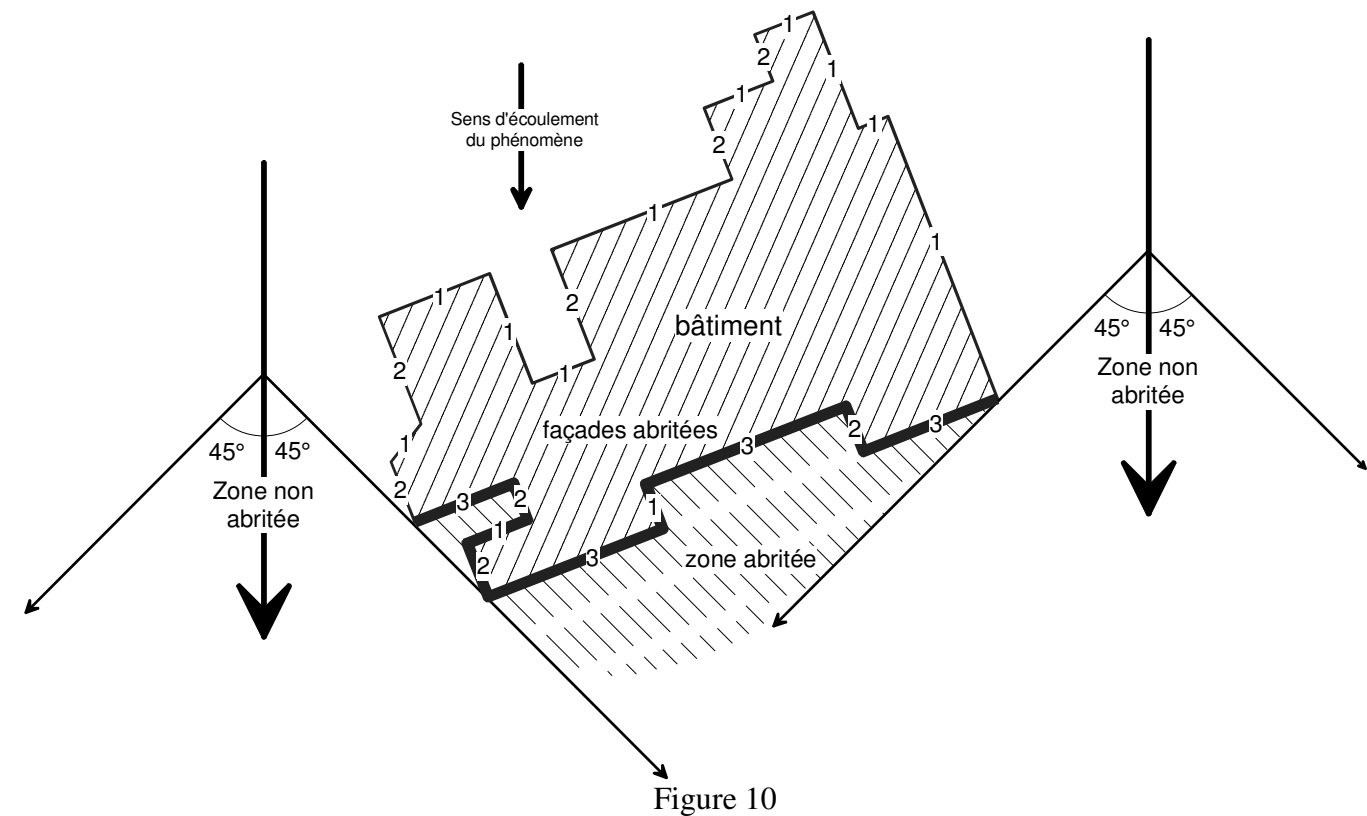 1
2
1
1
2
1
Sens d'écoulement
du phénomène
2
1
1
1
1
2
1
bâtiment
2
1
45° 45°
Zone non
abritée
1
façades abritées
2
3
3
1
45° 45°
Zone non
abritée
2
3
2
1
1
2
3
zone abritée
Figure 10